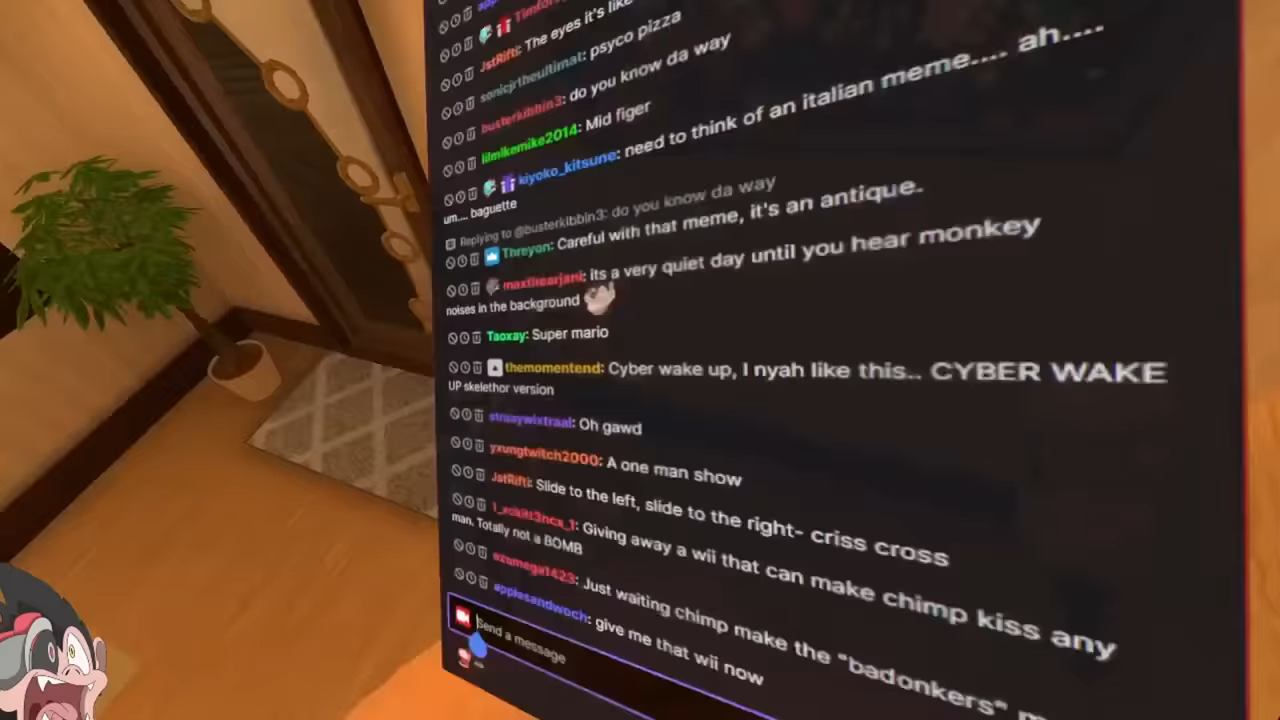 JstRifti: The eyes it's like
sonicjrtheultimat: psyco pizza
busterkibbin3: do you know da way
lilmikemike2014: Mid figer
kiyoko_kitsune: need to think of an italian meme.... ah....
um.... baguette
Replying to @busterkibbin3: do you know da way
Threyon: Careful with that meme, it's an antique.
its a very quiet day until you hear monkey
noises in the background
Taoxay: Super mario
themomentend: Cyber wake up, I nyah like this.. CYBER WAKE
UP skelethor version
Oh gawd
yxungtwitch2000: A one man show
JstRifti: Slide to the left, slide to the right- criss cross
Giving away a wii that can make chimp kiss any
man. Totally not a BOMB
ezumega1423: Just waiting chimp make the "badonkers"
applesandwoch: give me that wii now
Send a message